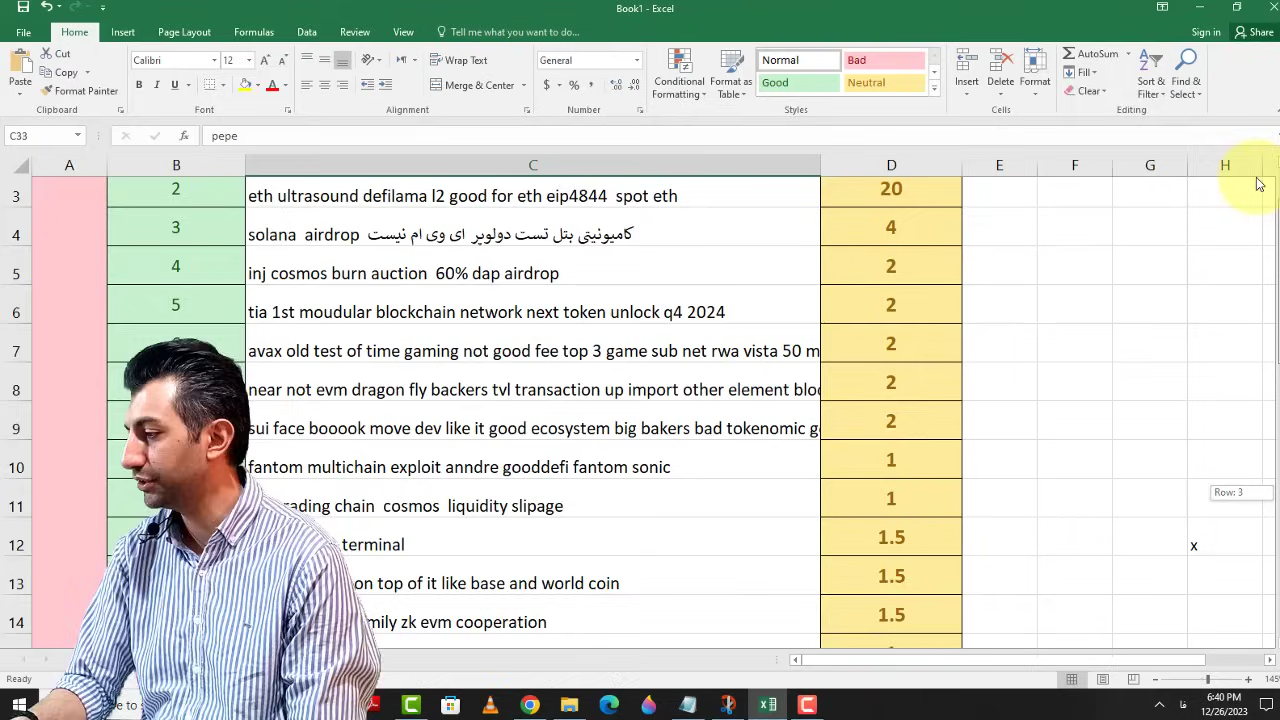 Book1 - Excel
File Home Insert Page Layout Formulas Data Review View Tell me what you want to do... Sign in Share
Cut
Copy
Format Painter
Paste
Clipboard
Calibri 12
B I U
Font
Wrap Text
Merge & Center
Alignment
General
$ %
Number
Conditional Formatting
Format as Table
Normal Bad
Good Neutral
Styles
Insert Delete Format
Cells
AutoSum
Fill
Clear
Sort & Filter
Find & Select
Editing
C33 fx pepe
A B C D E F G H
3 2 eth ultrasound defilama l2 good for eth eip4844 spot eth 20
4 3 solana airdrop کامیونیتی بتل تست دولوپر ای وی ام نیست 4
5 4 inj cosmos burn auction 60% dap airdrop 2
6 5 tia 1st moudular blockchain network next token unlock q4 2024 2
7 avax old test of time gaming not good fee top 3 game sub net rwa vista 50 m 2
8 near not evm dragon fly backers tvl transaction up import other element 2
9 sui face booook move dev like it good ecosystem big bakers bad tokenomic 2
10 fantom multichain exploit anndre gooddefi fantom sonic 1
11 chain cosmos liquidity slipage 1
Row: 3
12 terminal 1.5 x
13 on top of it like base and world coin 1.5
14 zk evm cooperation 1.5
Ready 145
6:40 PM
12/26/2023